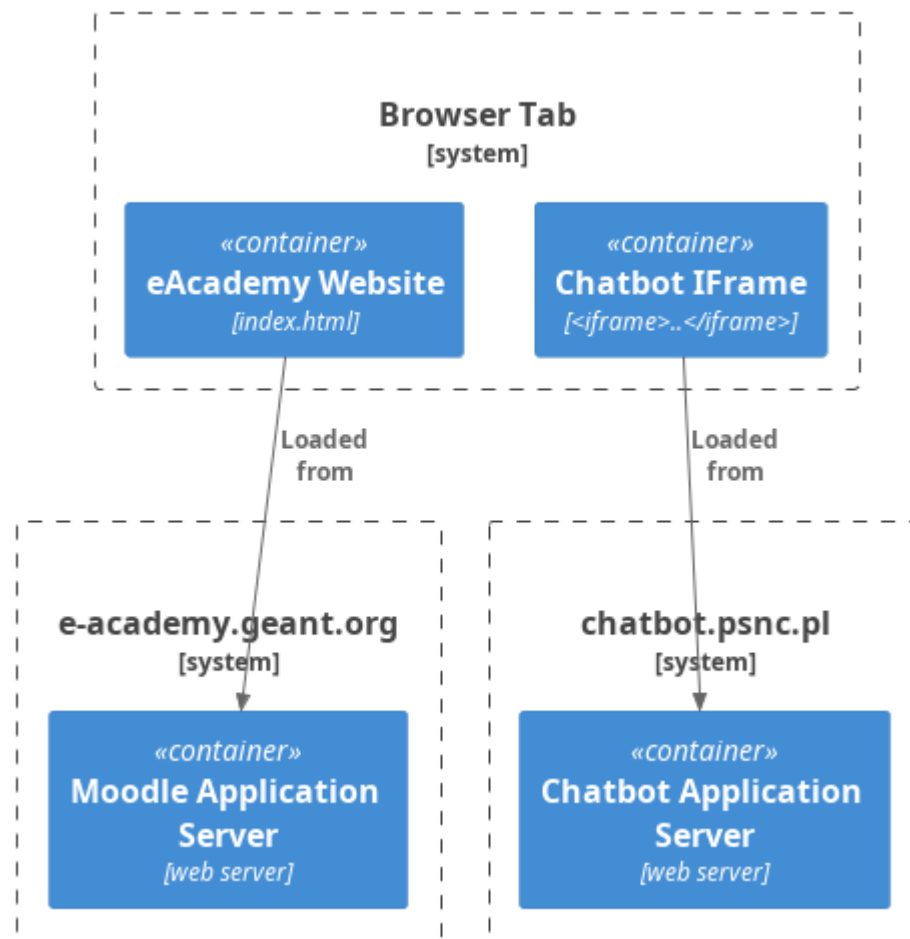 Browser Tab
[system]
«container»
eAcademy Website
[index.html]
«container»
Chatbot IFrame
[<iframe>..</iframe>]
Loaded
from
Loaded
from
e-academy.geant.org
[system]
«container»
Moodle Application
Server
[web server]
chatbot.psnc.pl
[system]
«container»
Chatbot Application
Server
[web server]